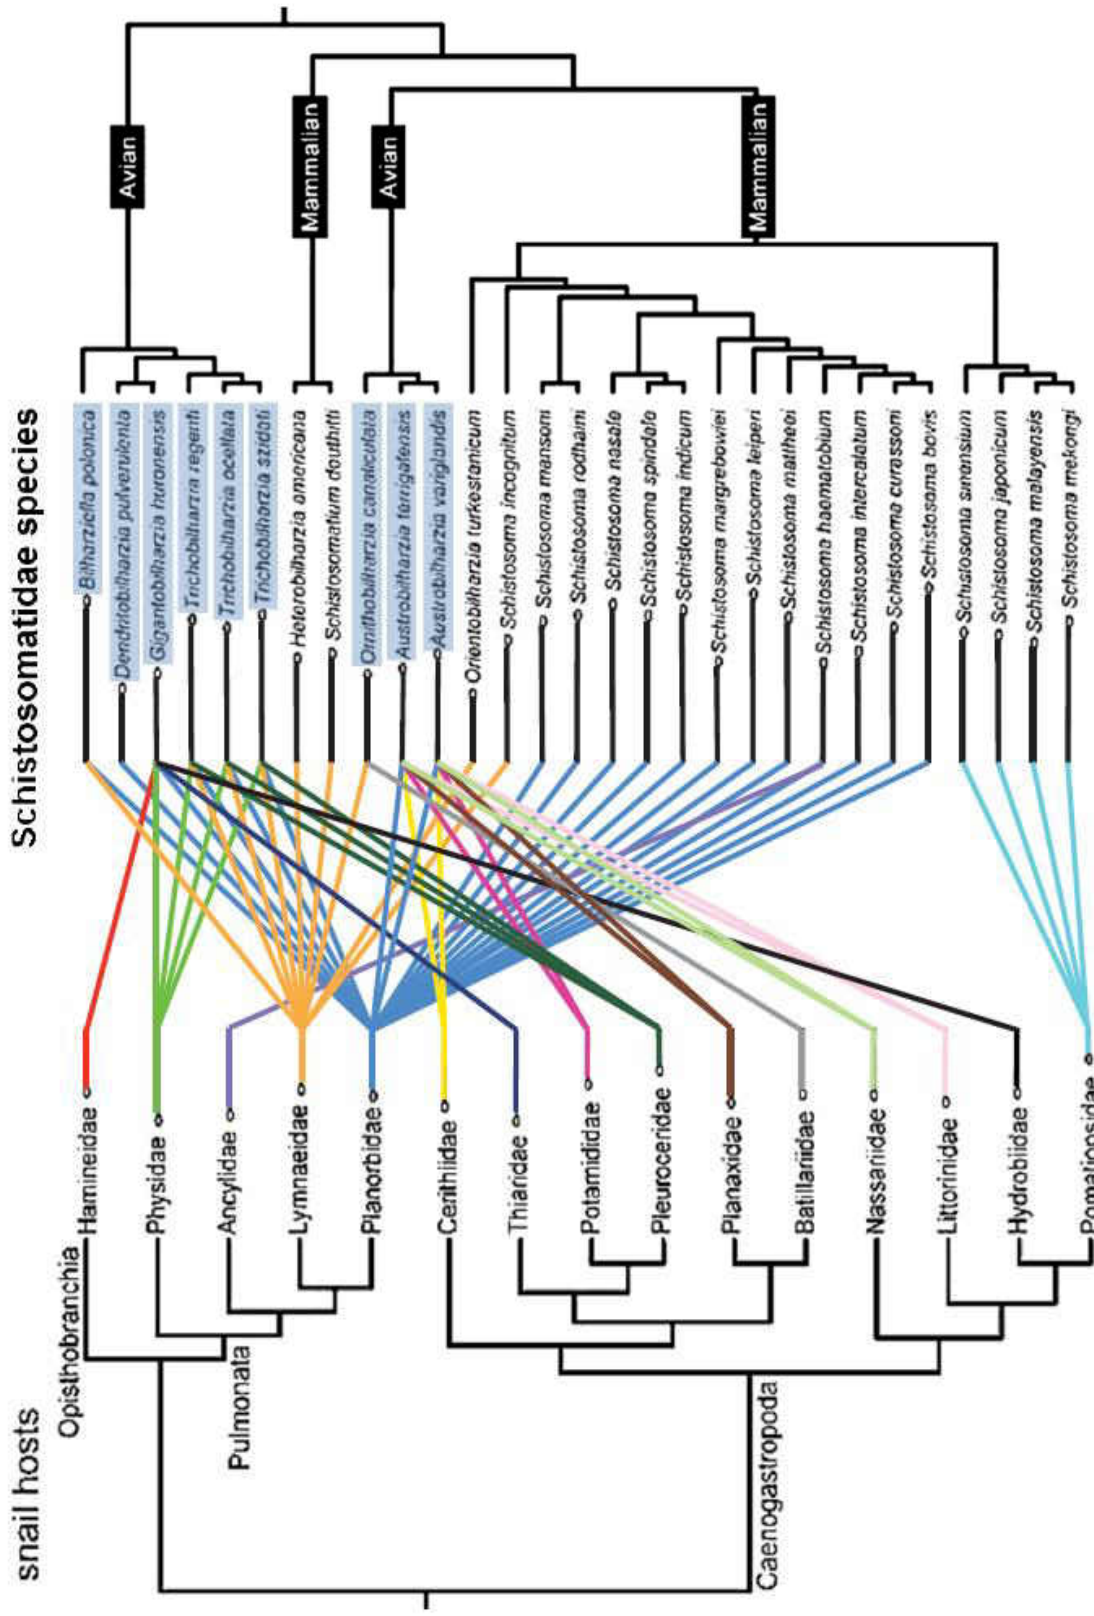 Schistosomatidae species
Avian
Mammalian
Avian
Mammalian
Bilharziella polonica
Dendriobilharzia pulverulenta
Gigantobilharzia huronensis
Trichobilharzia regenti
Trichobilharzia ocellata
Trichobilharzia szidati
Heterobilharzia americana
Schistosomatium douthitti
Ornithobilharzia canaliculata
Austrobilharzia terrigalensis
Austrobilharzia variglandis
Orientobilharzia turkestanicum
Schistosoma incognitum
Schistosoma mansoni
Schistosoma rodhaini
Schistosoma nasale
Schistosoma spindale
Schistosoma indicum
Schistosoma margrebowiei
Schistosoma leiperi
Schistosoma mattheei
Schistosoma haematobium
Schistosoma intercalatum
Schistosoma curassoni
Schistosoma bovis
Schistosoma sinensium
Schistosoma japonicum
Schistosoma malayensis
Schistosoma mekongi
snail hosts
Opisthobranchia
Pulmonata
Caenogastropoda
Hamineidae
Physidae
Ancylidae
Lymnaeidae
Planorbidae
Cerithiidae
Thiaridae
Potamididae
Pleuroceridae
Planaxidae
Batillariidae
Nassariidae
Littorinidae
Hydrobiidae
Pomatiopsidae